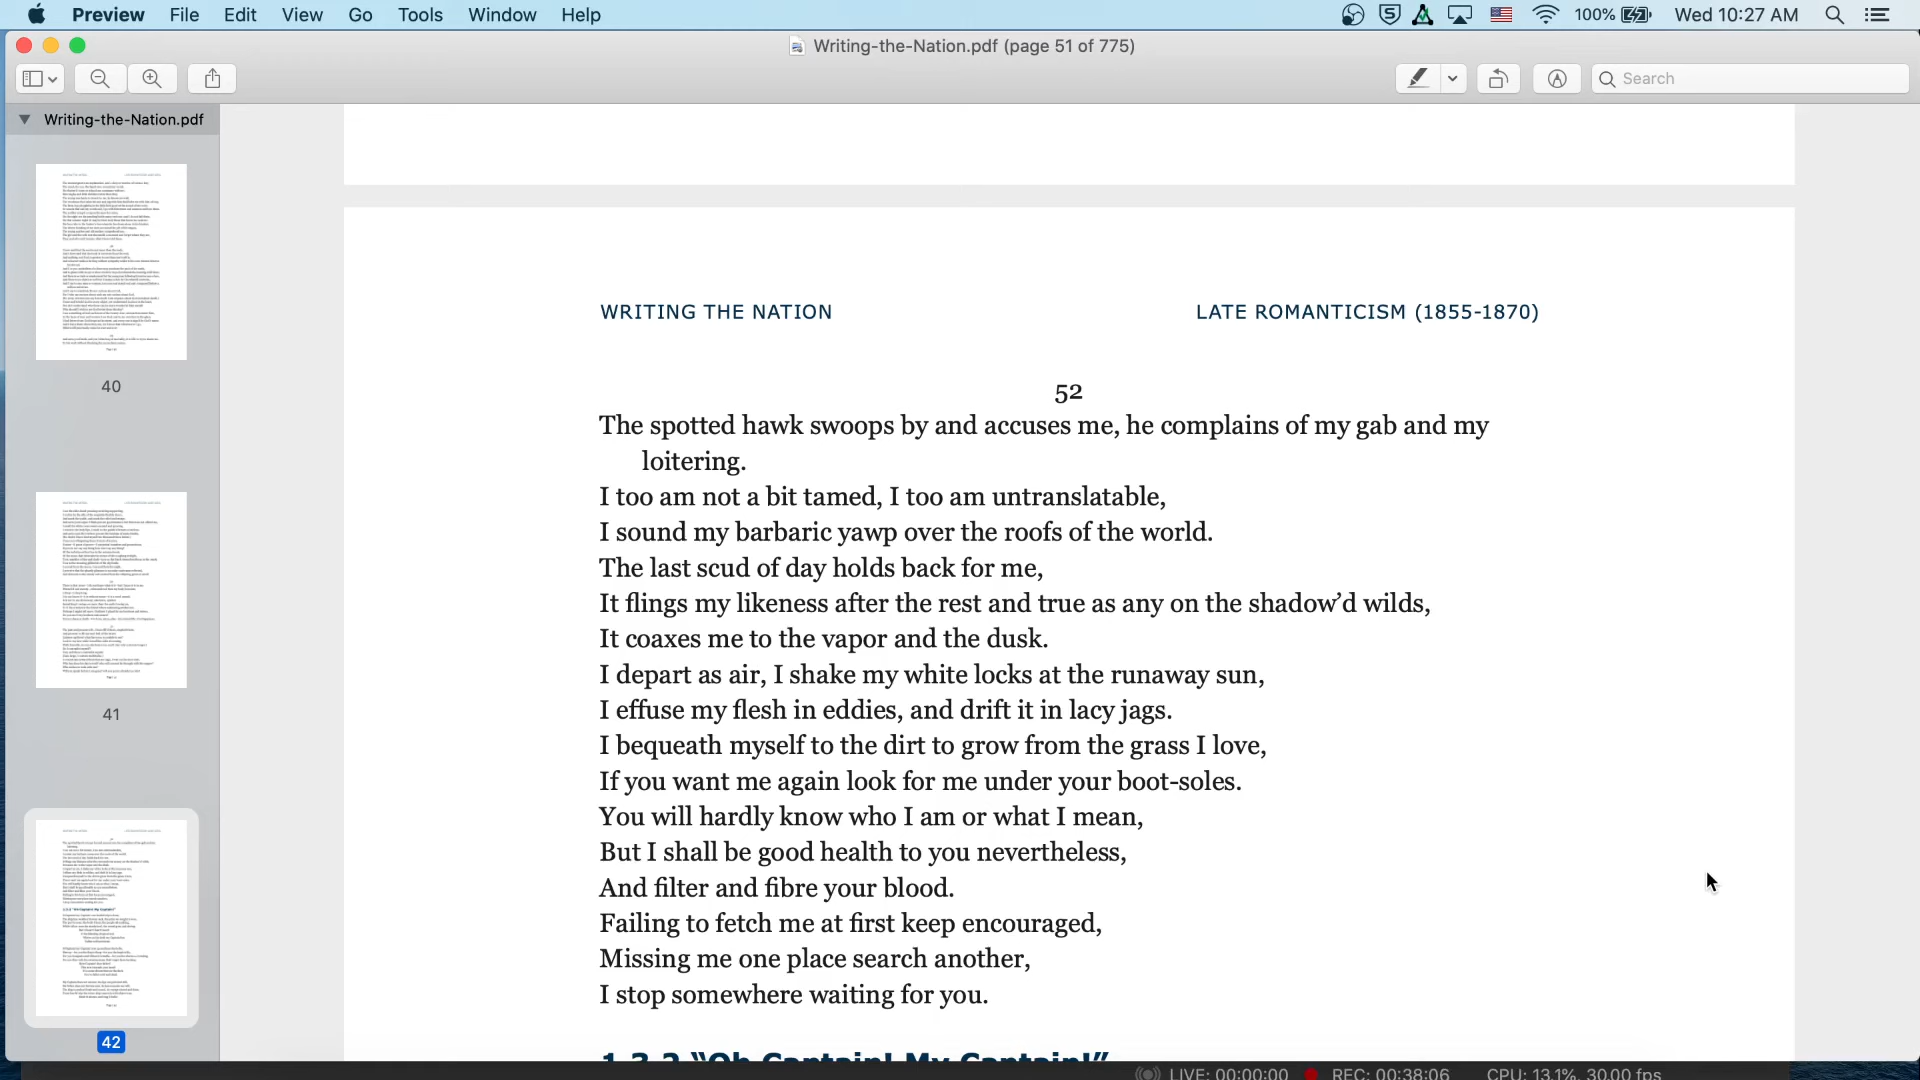 Preview File Edit View Go Tools Window Help 100% Wed 10:27 AM
Writing-the-Nation.pdf (page 51 of 775)
Search
Writing-the-Nation.pdf
40
41
42
WRITING THE NATION LATE ROMANTICISM (1855-1870)
52
The spotted hawk swoops by and accuses me, he complains of my gab and my
loitering.
I too am not a bit tamed, I too am untranslatable,
I sound my barbaric yawp over the roofs of the world.
The last scud of day holds back for me,
It flings my likeness after the rest and true as any on the shadow’d wilds,
It coaxes me to the vapor and the dusk.
I depart as air, I shake my white locks at the runaway sun,
I effuse my flesh in eddies, and drift it in lacy jags.
I bequeath myself to the dirt to grow from the grass I love,
If you want me again look for me under your boot-soles.
You will hardly know who I am or what I mean,
But I shall be good health to you nevertheless,
And filter and fibre your blood.
Failing to fetch me at first keep encouraged,
Missing me one place search another,
I stop somewhere waiting for you.
1.3.2 “Oh Captain! My Captain!”
LIVE: 00:00:00 REC: 00:38:06 CPU: 13.1%, 30.00 fps